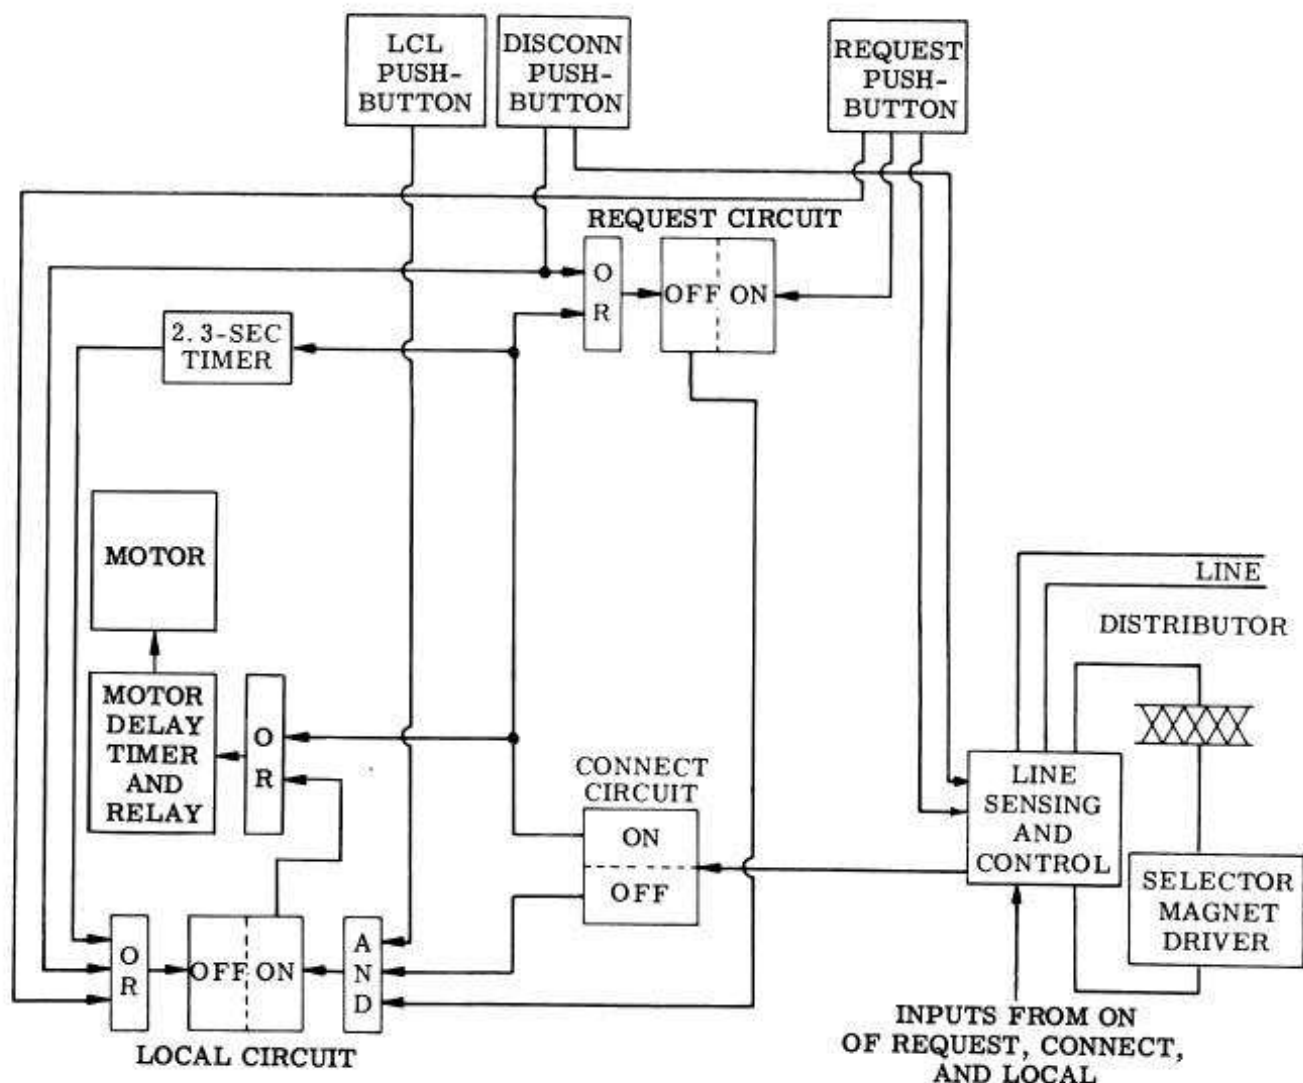 LCL
PUSH-
BUTTON
DISCONN
PUSH-
BUTTON
REQUEST
PUSH-
BUTTON
REQUEST CIRCUIT
O
R
OFF ON
2.3-SEC
TIMER
MOTOR
LINE
DISTRIBUTOR
MOTOR
DELAY
TIMER
AND
RELAY
O
R
CONNECT
CIRCUIT
ON
OFF
LINE
SENSING
AND
CONTROL
SELECTOR
MAGNET
DRIVER
O
R
OFF ON
A
N
D
LOCAL CIRCUIT
INPUTS FROM ON
OF REQUEST, CONNECT,
AND LOCAL